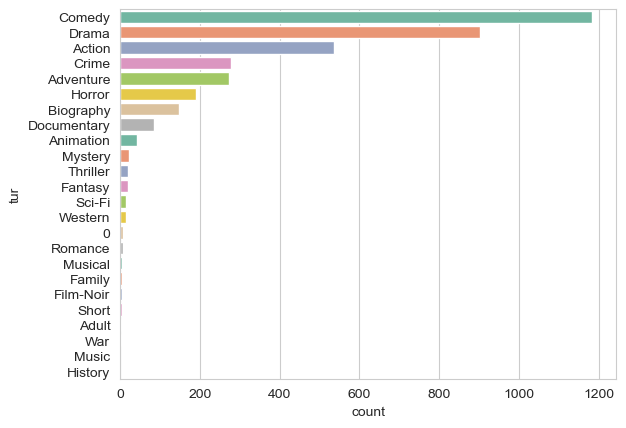 Comedy
Drama
Action
Crime
Adventure
Horror
Biography
Documentary
Animation
Mystery
Thriller
Fantasy
Sci-Fi
Western
0
Romance
Musical
Family
Film-Noir
Short
Adult
War
Music
History
tur
0 200 400 600 800 1000 1200
count